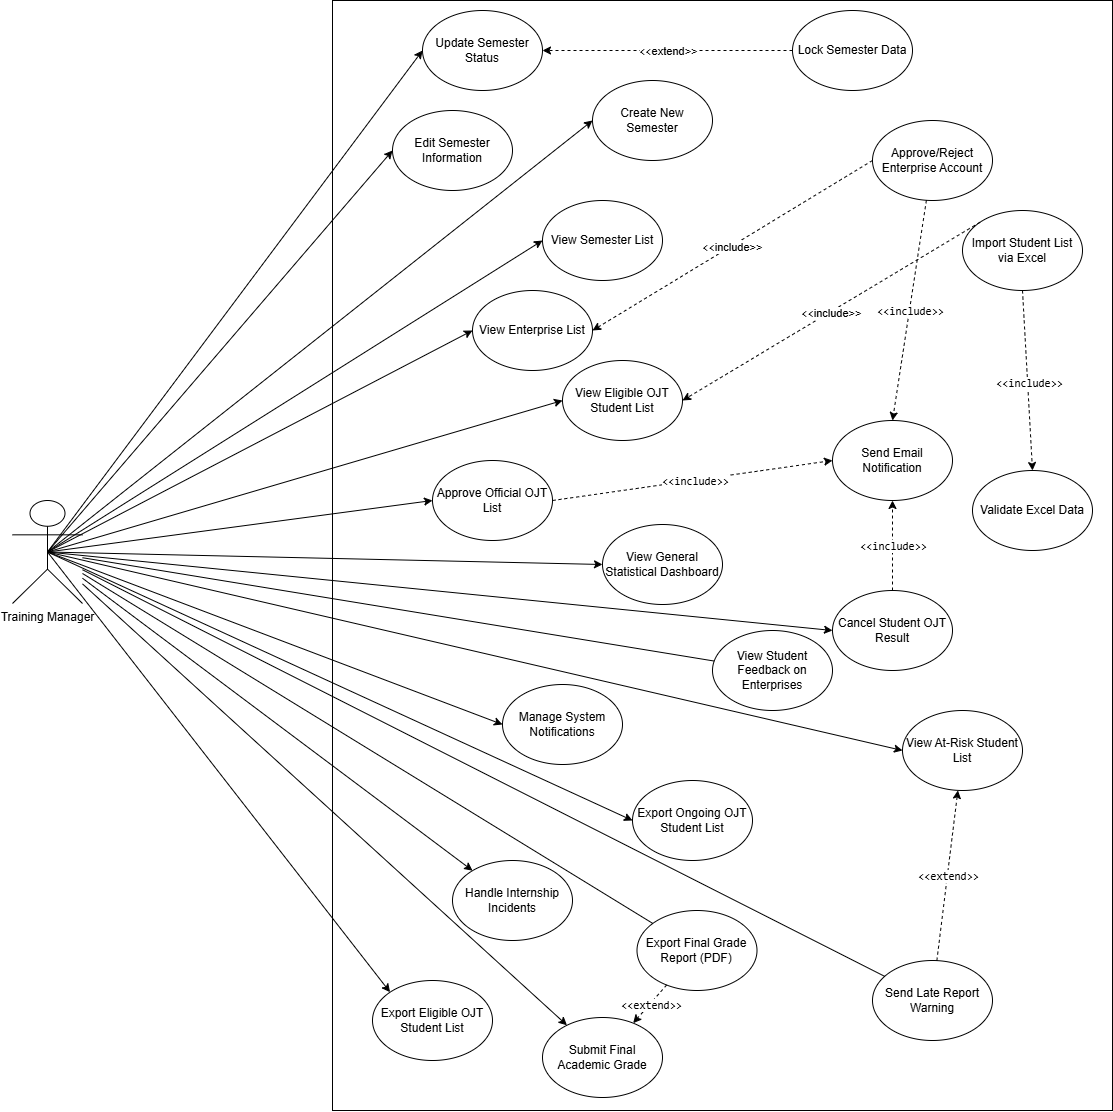 Update Semester
Status
<<extend>>
Lock Semester Data
Create New
Semester
Edit Semester
Information
Approve/Reject
Enterprise Account
View Semester List
<<include>>
Import Student List
via Excel
View Enterprise List
<<include>>
<<include>>
View Eligible OJT
Student List
<<include>>
Send Email
Notification
Approve Official OJT
List
<<include>>
Validate Excel Data
View General
Statistical Dashboard
<<include>>
Training Manager
Cancel Student OJT
Result
View Student
Feedback on
Enterprises
Manage System
Notifications
View At-Risk Student
List
Export Ongoing OJT
Student List
<<extend>>
Handle Internship
Incidents
Export Final Grade
Report (PDF)
Send Late Report
Warning
<<extend>>
Export Eligible OJT
Student List
Submit Final
Academic Grade